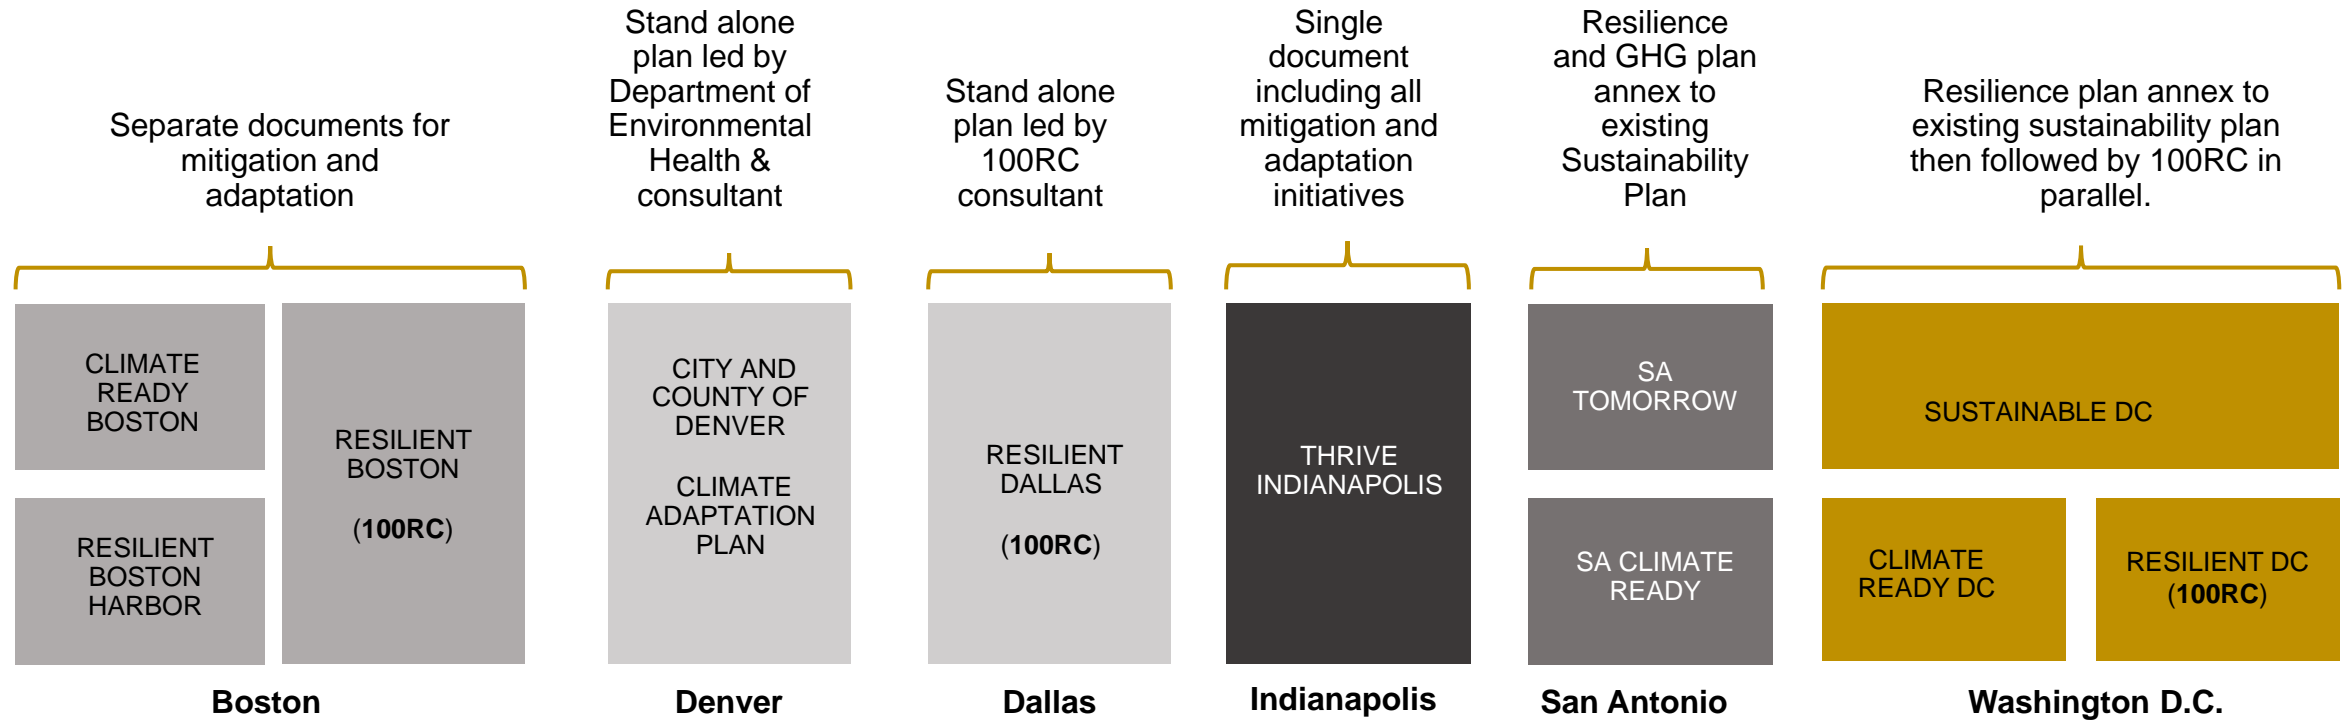 Separate documents for
mitigation and
adaptation
Stand alone
plan led by
Department of
Environmental
Health &
consultant
Stand alone
plan led by
100RC
consultant
Single
document
including all
mitigation and
adaptation
initiatives
Resilience
and GHG plan
annex to
existing
Sustainability
Plan
Resilience plan annex to
existing sustainability plan
then followed by 100RC in
parallel.
CLIMATE
READY
BOSTON
RESILIENT
BOSTON
HARBOR
RESILIENT
BOSTON
(100RC)
CITY AND
COUNTY OF
DENVER
CLIMATE
ADAPTATION
PLAN
RESILIENT
DALLAS
(100RC)
THRIVE
INDIANAPOLIS
SA
TOMORROW
SA CLIMATE
READY
SUSTAINABLE DC
CLIMATE
READY DC
RESILIENT DC
(100RC)
Boston
Denver
Dallas
Indianapolis
San Antonio
Washington D.C.